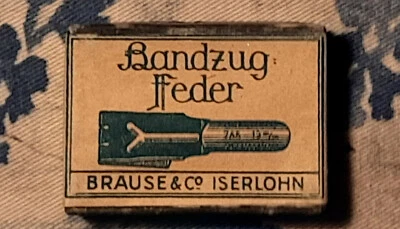 Bandzug
Feder
BRAUSE & Cº ISERLOHN